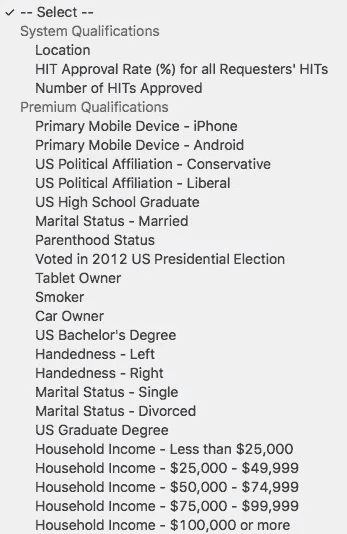 ✓ -- Select --
System Qualifications
Location
HIT Approval Rate (%) for all Requesters' HITs
Number of HITs Approved
Premium Qualifications
Primary Mobile Device - iPhone
Primary Mobile Device - Android
US Political Affiliation - Conservative
US Political Affiliation - Liberal
US High School Graduate
Marital Status - Married
Parenthood Status
Voted in 2012 US Presidential Election
Tablet Owner
Smoker
Car Owner
US Bachelor's Degree
Handedness - Left
Handedness - Right
Marital Status - Single
Marital Status - Divorced
US Graduate Degree
Household Income - Less than $25,000
Household Income - $25,000 - $49,999
Household Income - $50,000 - $74,999
Household Income - $75,000 - $99,999
Household Income - $100,000 or more